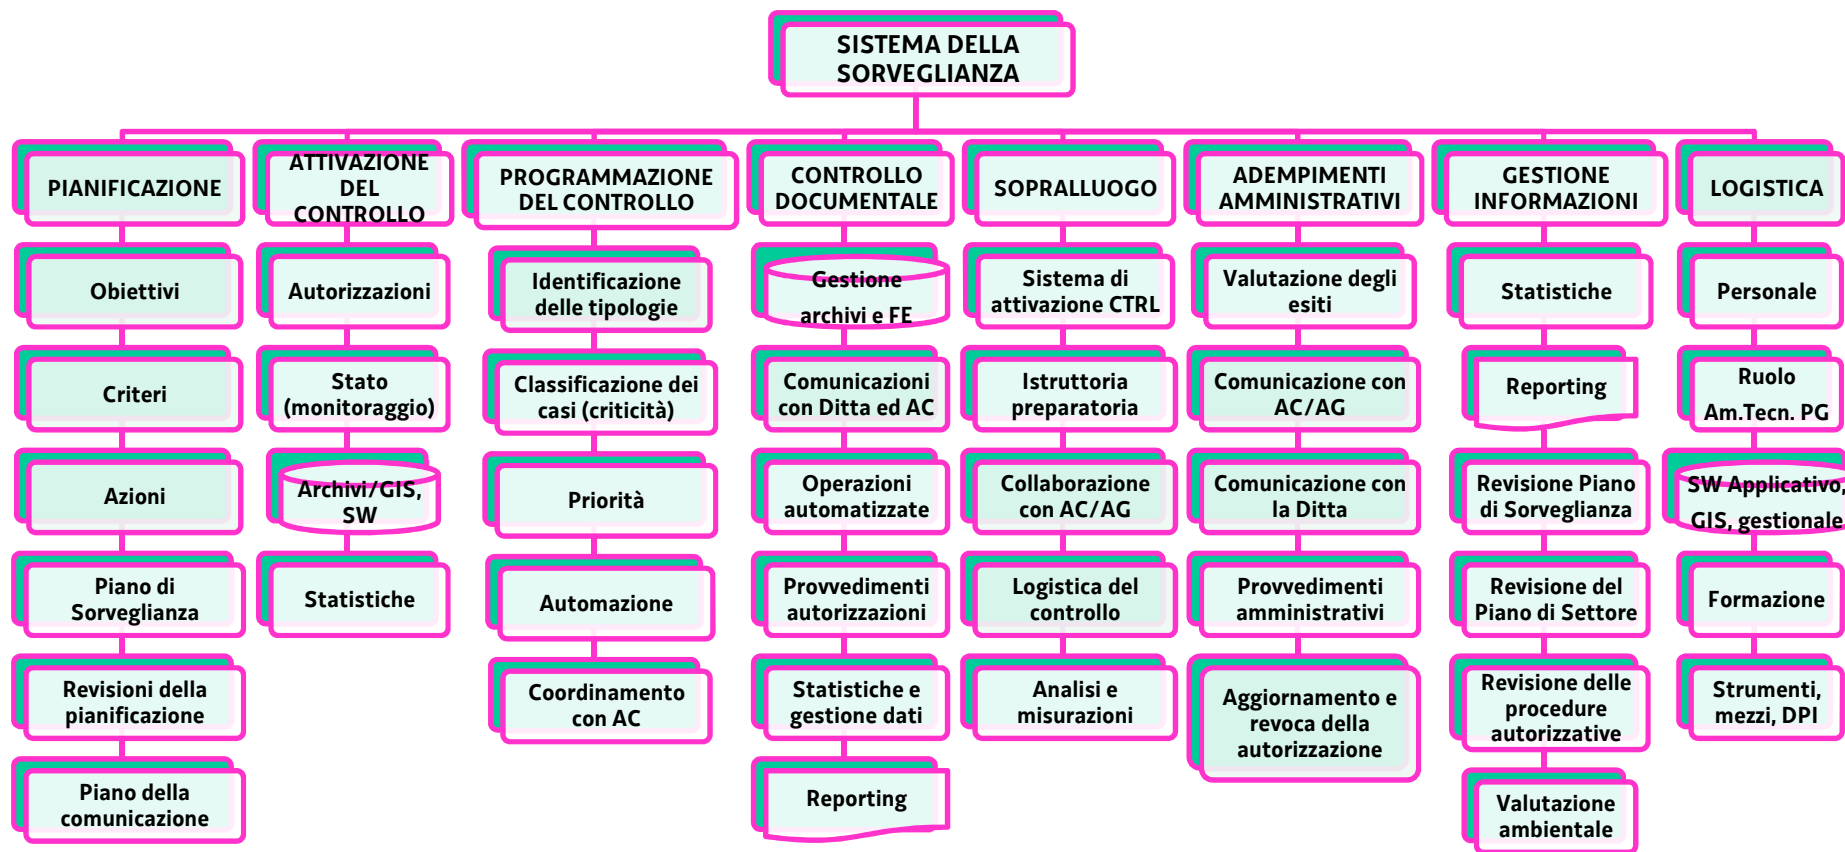 SISTEMA DELLA
SORVEGLIANZA
PIANIFICAZIONE
Obiettivi
Criteri
Azioni
Piano di
Sorveglianza
Revisioni della
pianificazione
Piano della
comunicazione
ATTIVAZIONE
DEL
CONTROLLO
Autorizzazioni
Stato
(monitoraggio)
Archivi/GIS,
SW
Statistiche
PROGRAMMAZIONE
DEL CONTROLLO
Identificazione
delle tipologie
Classificazione dei
casi (criticità)
Priorità
Automazione
Coordinamento
con AC
CONTROLLO
DOCUMENTALE
Gestione
archivi e FE
Comunicazioni
con Ditta ed AC
Operazioni
automatizzate
Provvedimenti
autorizzazioni
Statistiche e
gestione dati
Reporting
SOPRALLUOGO
Sistema di
attivazione CTRL
Istruttoria
preparatoria
Collaborazione
con AC/AG
Logistica del
controllo
Analisi e
misurazioni
ADEMPIMENTI
AMMINISTRATIVI
Valutazione degli
esiti
Comunicazione con
AC/AG
Comunicazione con
la Ditta
Provvedimenti
amministrativi
Aggiornamento e
revoca della
autorizzazione
GESTIONE
INFORMAZIONI
Statistiche
Reporting
Revisione Piano
di Sorveglianza
Revisione del
Piano di Settore
Revisione delle
procedure
autorizzative
Valutazione
ambientale
LOGISTICA
Personale
Ruolo
Am.Tecn. PG
SW Applicativo,
GIS, gestionale
Formazione
Strumenti,
mezzi, DPI